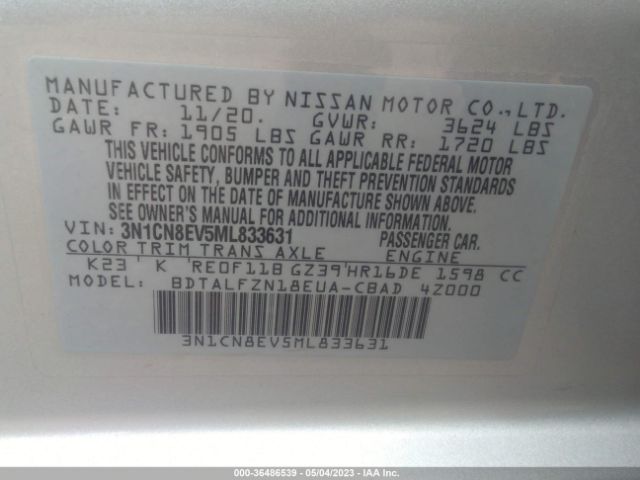 MANUFACTURED BY NISSAN MOTOR CO., LTD.
DATE: 11/20. GVWR: 3624 LBS
GAWR FR: 1905 LBS GAWR RR: 1720 LBS
THIS VEHICLE CONFORMS TO ALL APPLICABLE FEDERAL MOTOR
VEHICLE SAFETY, BUMPER AND THEFT PREVENTION STANDARDS
IN EFFECT ON THE DATE OF MANUFACTURE SHOWN ABOVE.
SEE OWNER'S MANUAL FOR ADDITIONAL INFORMATION.
VIN: 3N1CN8EV5ML833631 PASSENGER CAR.
COLOR TRIM TRANS AXLE ENGINE
K23 ' K 'RE0F11B GZ39'HR16DE 1598 CC
MODEL: BDTALFZN18EUA-CBAD 4Z000
3N1CN8EV5ML833631
000-36486539 - 05/04/2023 - IAA Inc.